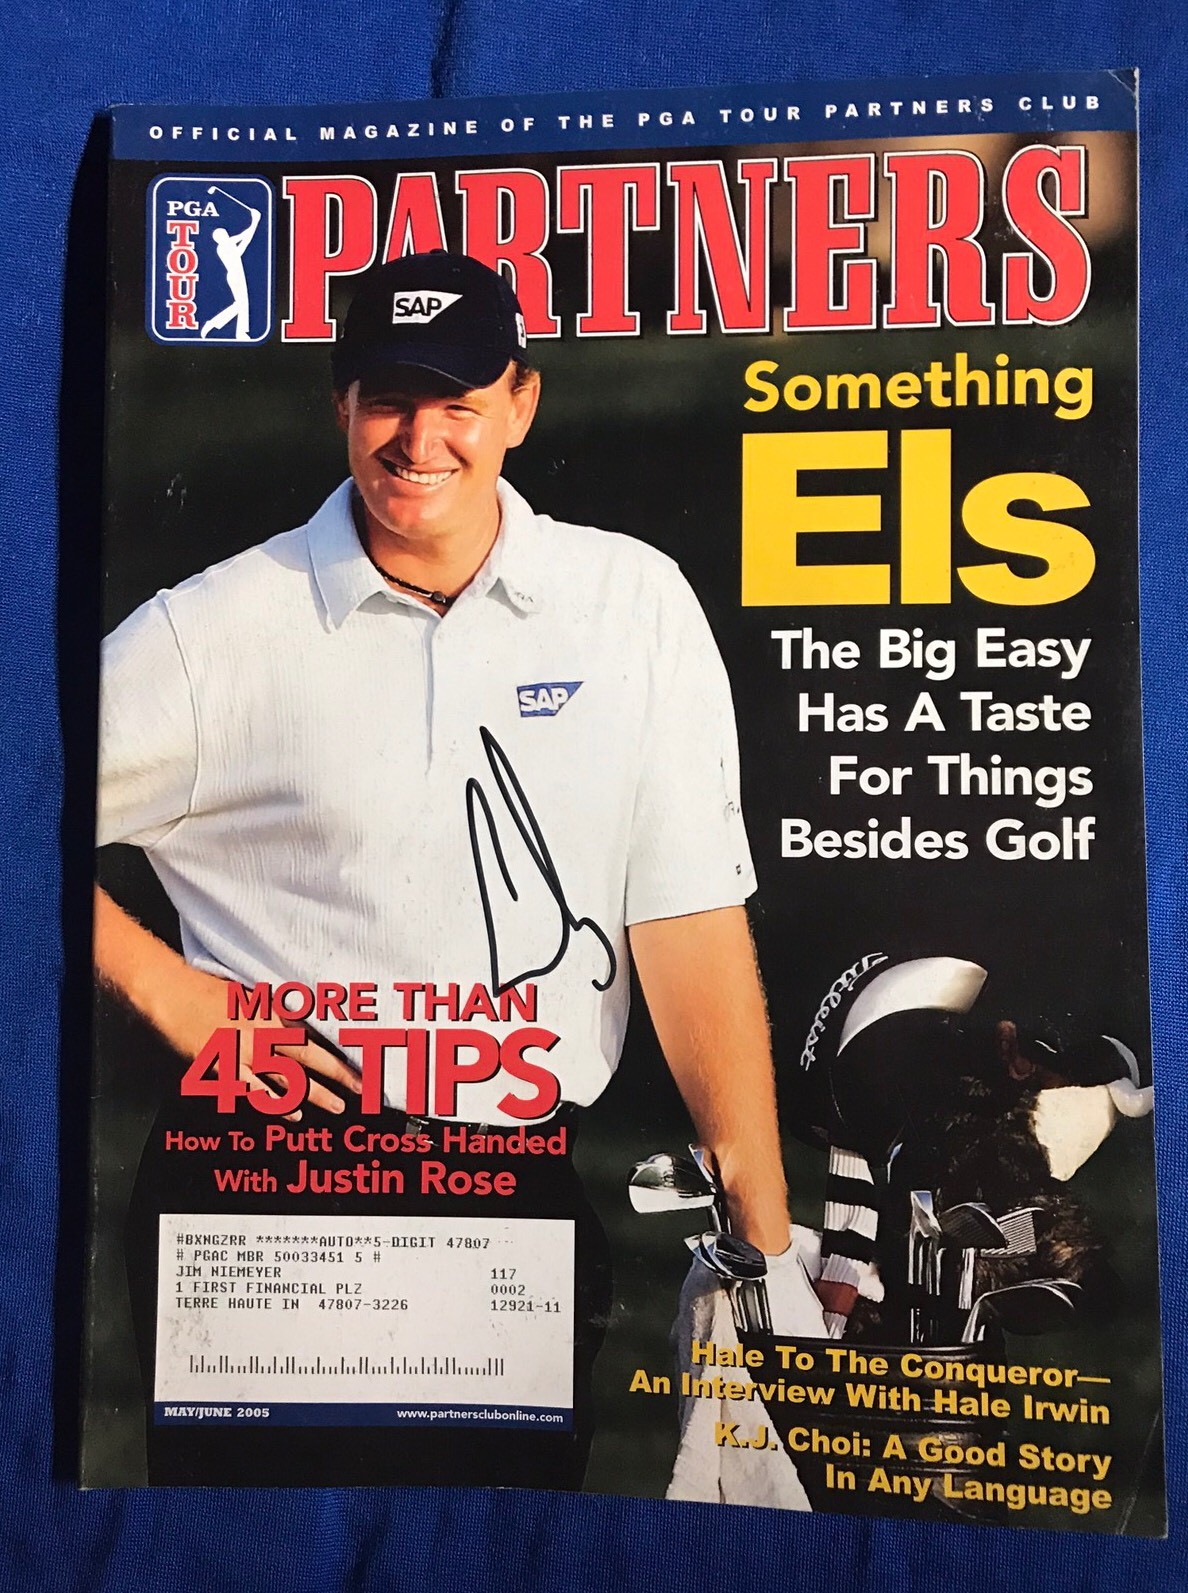 OFFICIAL MAGAZINE OF THE PGA TOUR PARTNERS CLUB
PGA
TOUR
PARTNERS
SAP
Something
Els
The Big Easy
Has A Taste
For Things
Besides Golf
SAP
Titleist
MORE THAN
45 TIPS
How To Putt Cross-Handed
With Justin Rose
#BXNGZRR *******AUTO**5-DIGIT 47807
# PGAC MBR 50033451 5 #
JIM NIEMEYER 117
1 FIRST FINANCIAL PLZ 0002
TERRE HAUTE IN 47807-3226 12921-11
MAY/JUNE 2005 www.partnersclubonline.com
Hale To The Conqueror—
An Interview With Hale Irwin
K.J. Choi: A Good Story
In Any Language